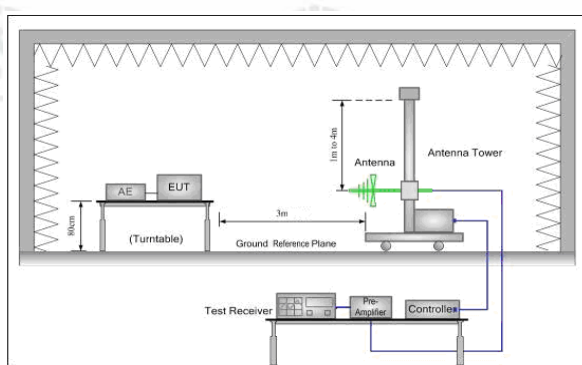 1m to 4m
Antenna
Antenna Tower
AE
EUT
80cm
3m
(Turntable)
Ground Reference Plane
Test Receiver
Pre-
Amplifier
Controller